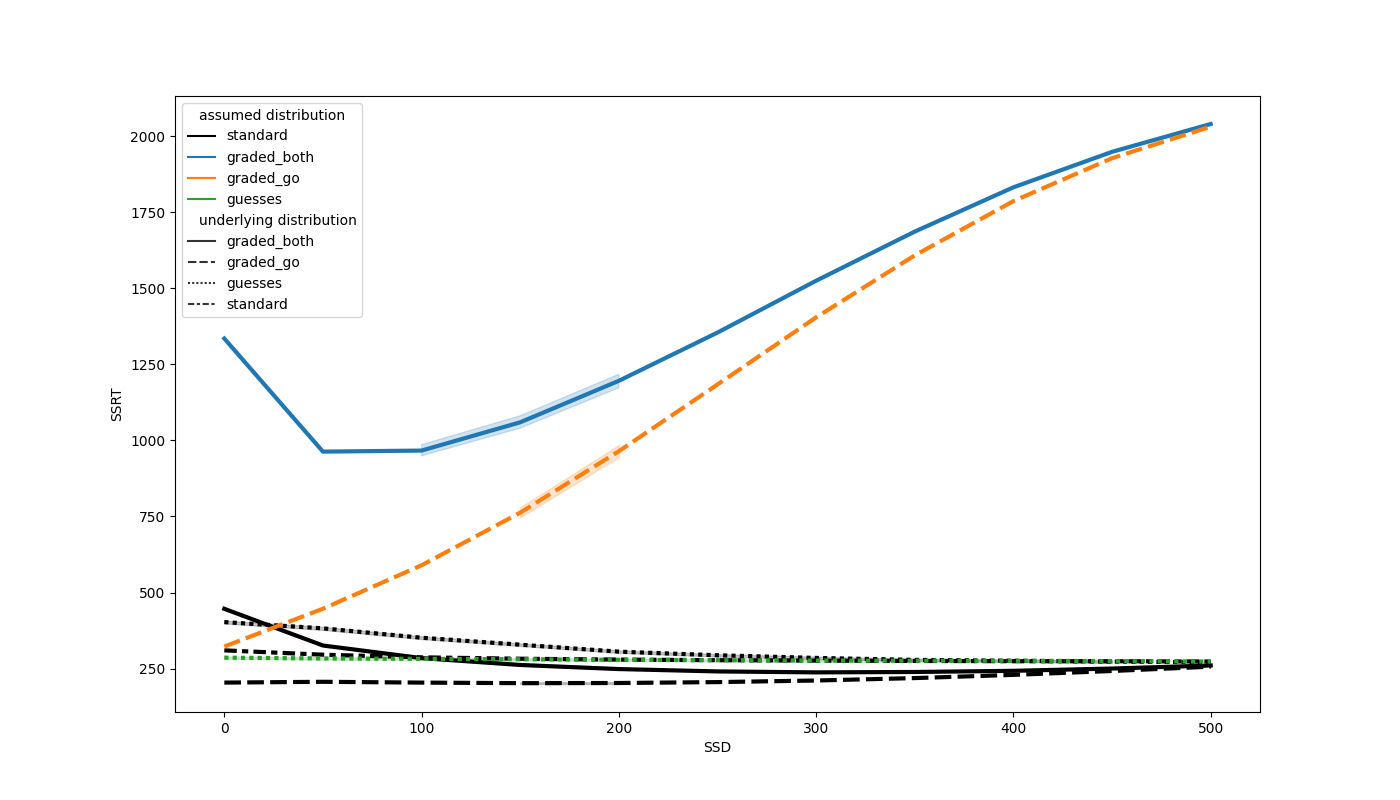 assumed distribution
standard
graded_both
graded_go
guesses
underlying distribution
graded_both
graded_go
guesses
standard
2000
1750
1500
1250
1000
750
500
250
SSRT
0 100 200 300 400 500
SSD